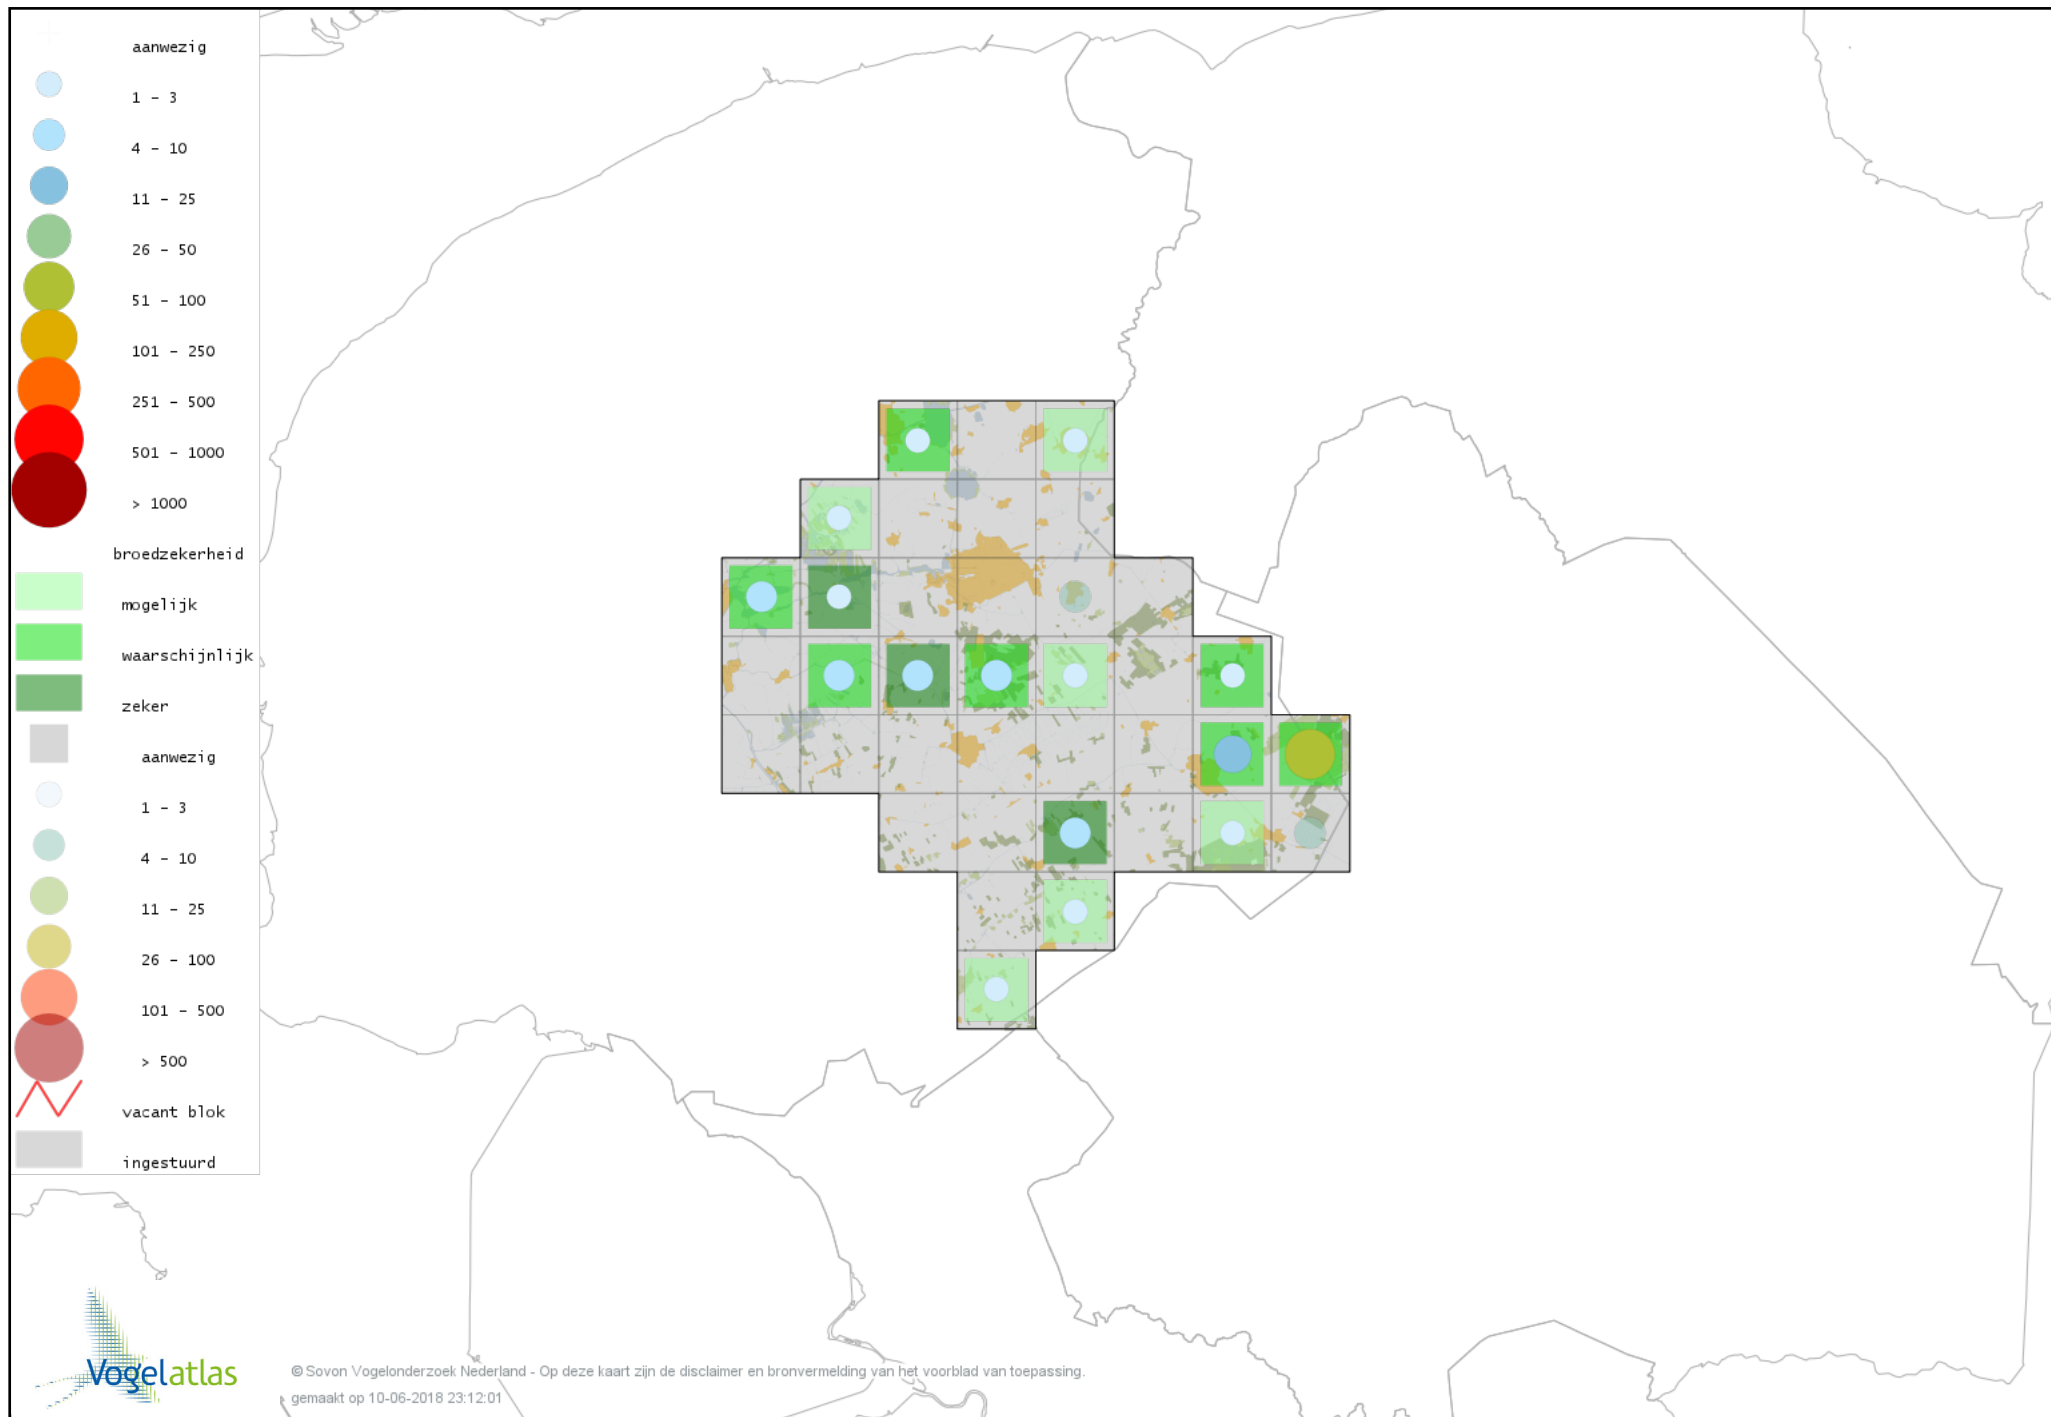 aanwezig
1 - 3
4 - 10
11 - 25
26 - 50
51 - 100
101 - 250
251 - 500
501 - 1000
> 1000
broedzekerheid
mogelijk
waarschijnlijk
zeker
aanwezig
1 - 3
4 - 10
11 - 25
26 - 100
101 - 500
> 500
vacant blok
ingestuurd
Vogelatlas
© Sovon Vogelonderzoek Nederland - Op deze kaart zijn de disclaimer en bronvermelding van het voorblad van toepassing.
gemaakt op 10-06-2018 23:12:01